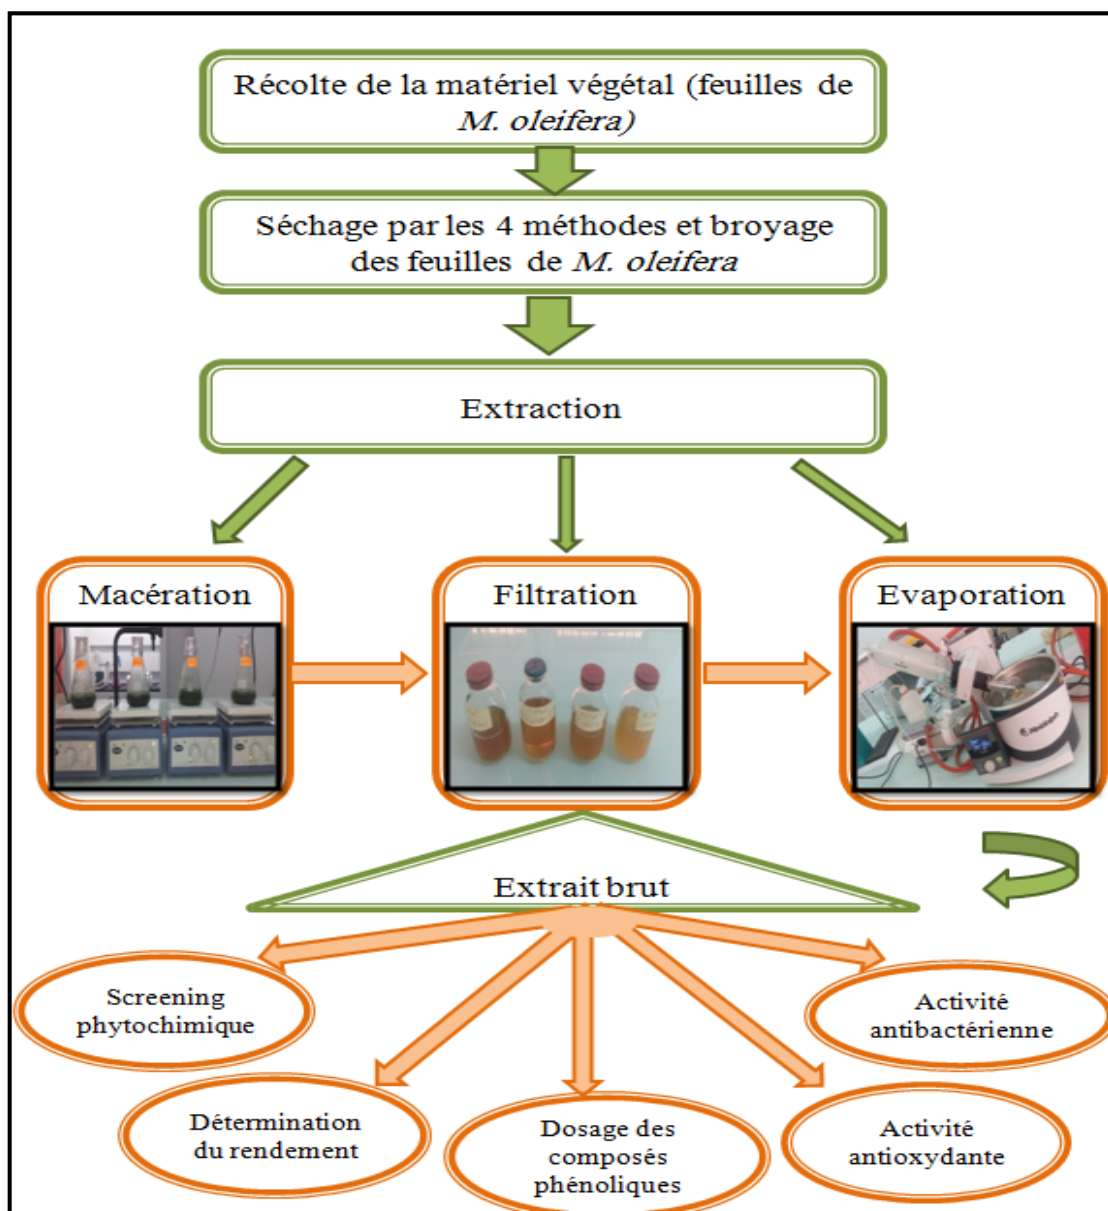 Récolte de la matériel végétal (feuilles de
M. oleifera)
Séchage par les 4 méthodes et broyage
des feuilles de M. oleifera
Extraction
Macération
Filtration
Evaporation
Extrait brut
Screening
phytochimique
Activité
antibactérienne
Détermination
du rendement
Dosage des
composés
phénoliques
Activité
antioxydante